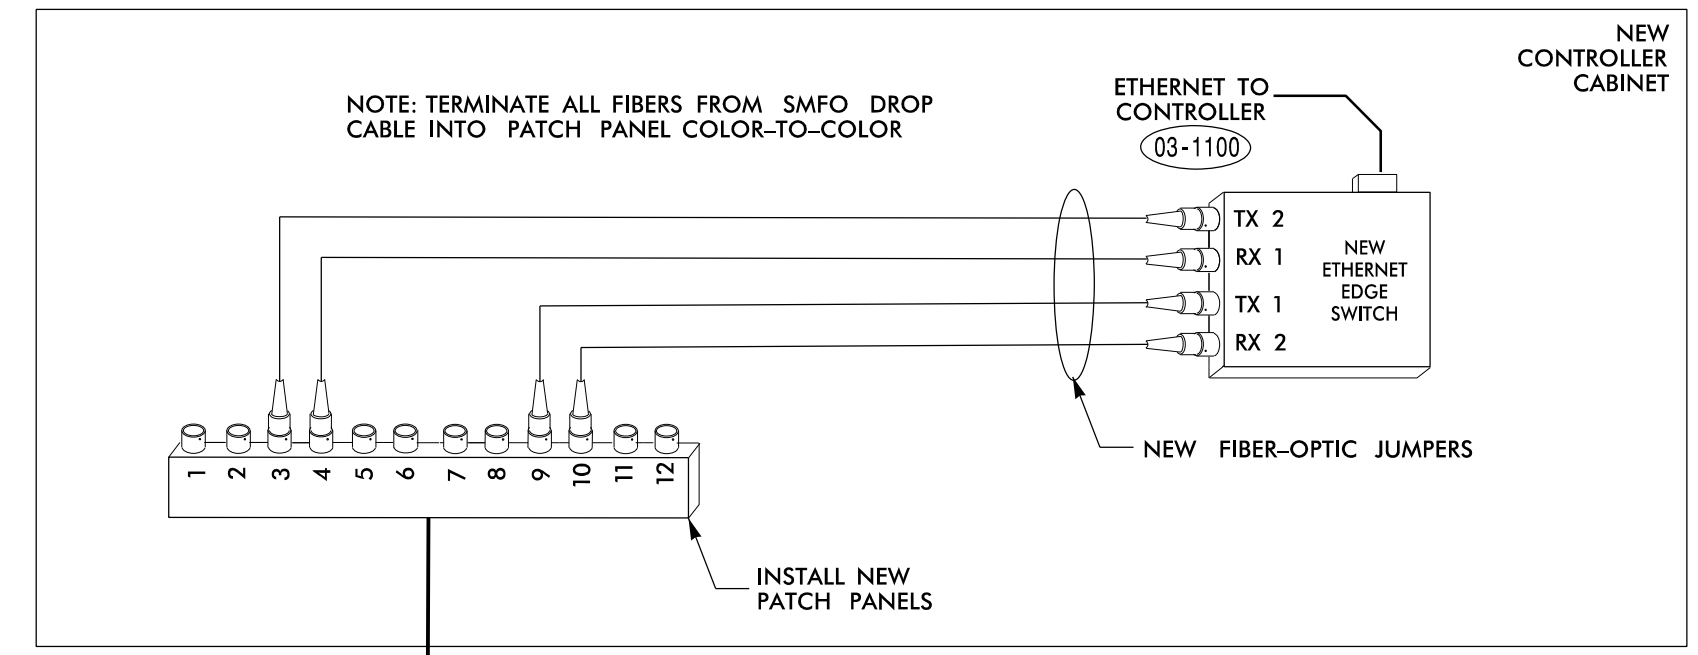 NEW
CONTROLLER
CABINET
NOTE: TERMINATE ALL FIBERS FROM SMFO DROP
CABLE INTO PATCH PANEL COLOR–TO–COLOR
ETHERNET TO
CONTROLLER
03-1100
TX 2
RX 1
TX 1
RX 2
NEW
ETHERNET
EDGE
SWITCH
NEW FIBER–OPTIC JUMPERS
1 2 3 4 5 6 7 8 9 10 11 12
INSTALL NEW
PATCH PANELS